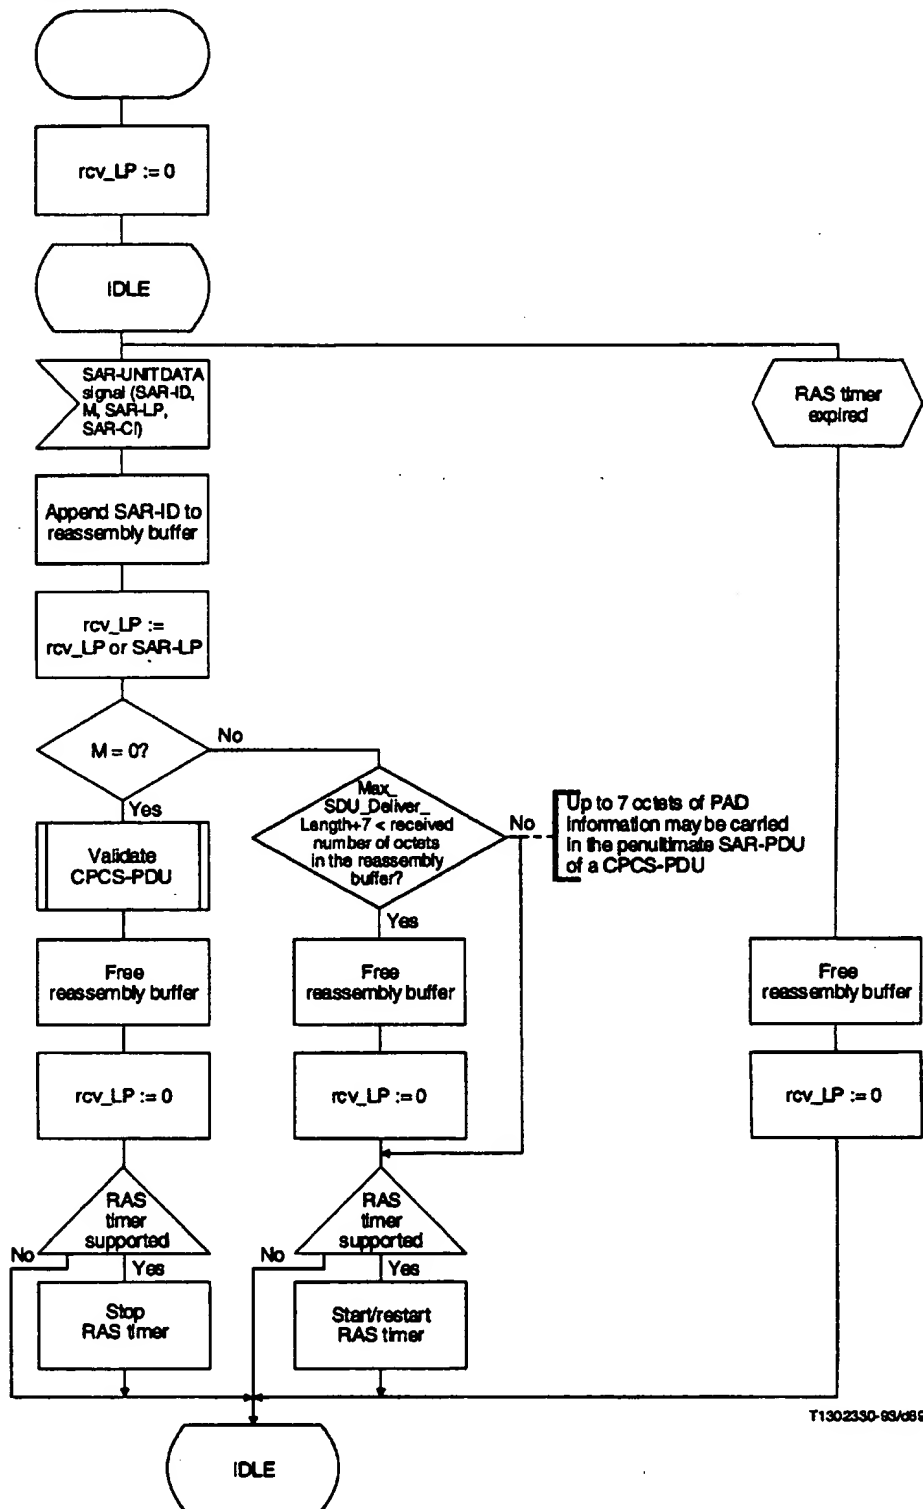 rcv_LP := 0
IDLE
SAR-UNITDATA
signal (SAR-ID,
M, SAR-LP,
SAR-CI)
RAS timer
expired
Append SAR-ID to
reassembly buffer
rcv_LP :=
rcv_LP or SAR-LP
M = 0?
No
Yes
Max_
SDU_Deliver_
Length+7 < received
number of octets
in the reassembly
buffer?
No
Yes
Up to 7 octets of PAD
information may be carried
in the penultimate SAR-PDU
of a CPCS-PDU
Validate
CPCS-PDU
Free
reassembly buffer
Free
reassembly buffer
Free
reassembly buffer
rcv_LP := 0
rcv_LP := 0
rcv_LP := 0
RAS
timer
supported
No
Yes
RAS
timer
supported
No
Yes
Stop
RAS timer
Start/restart
RAS timer
T1302330-93/d69
IDLE